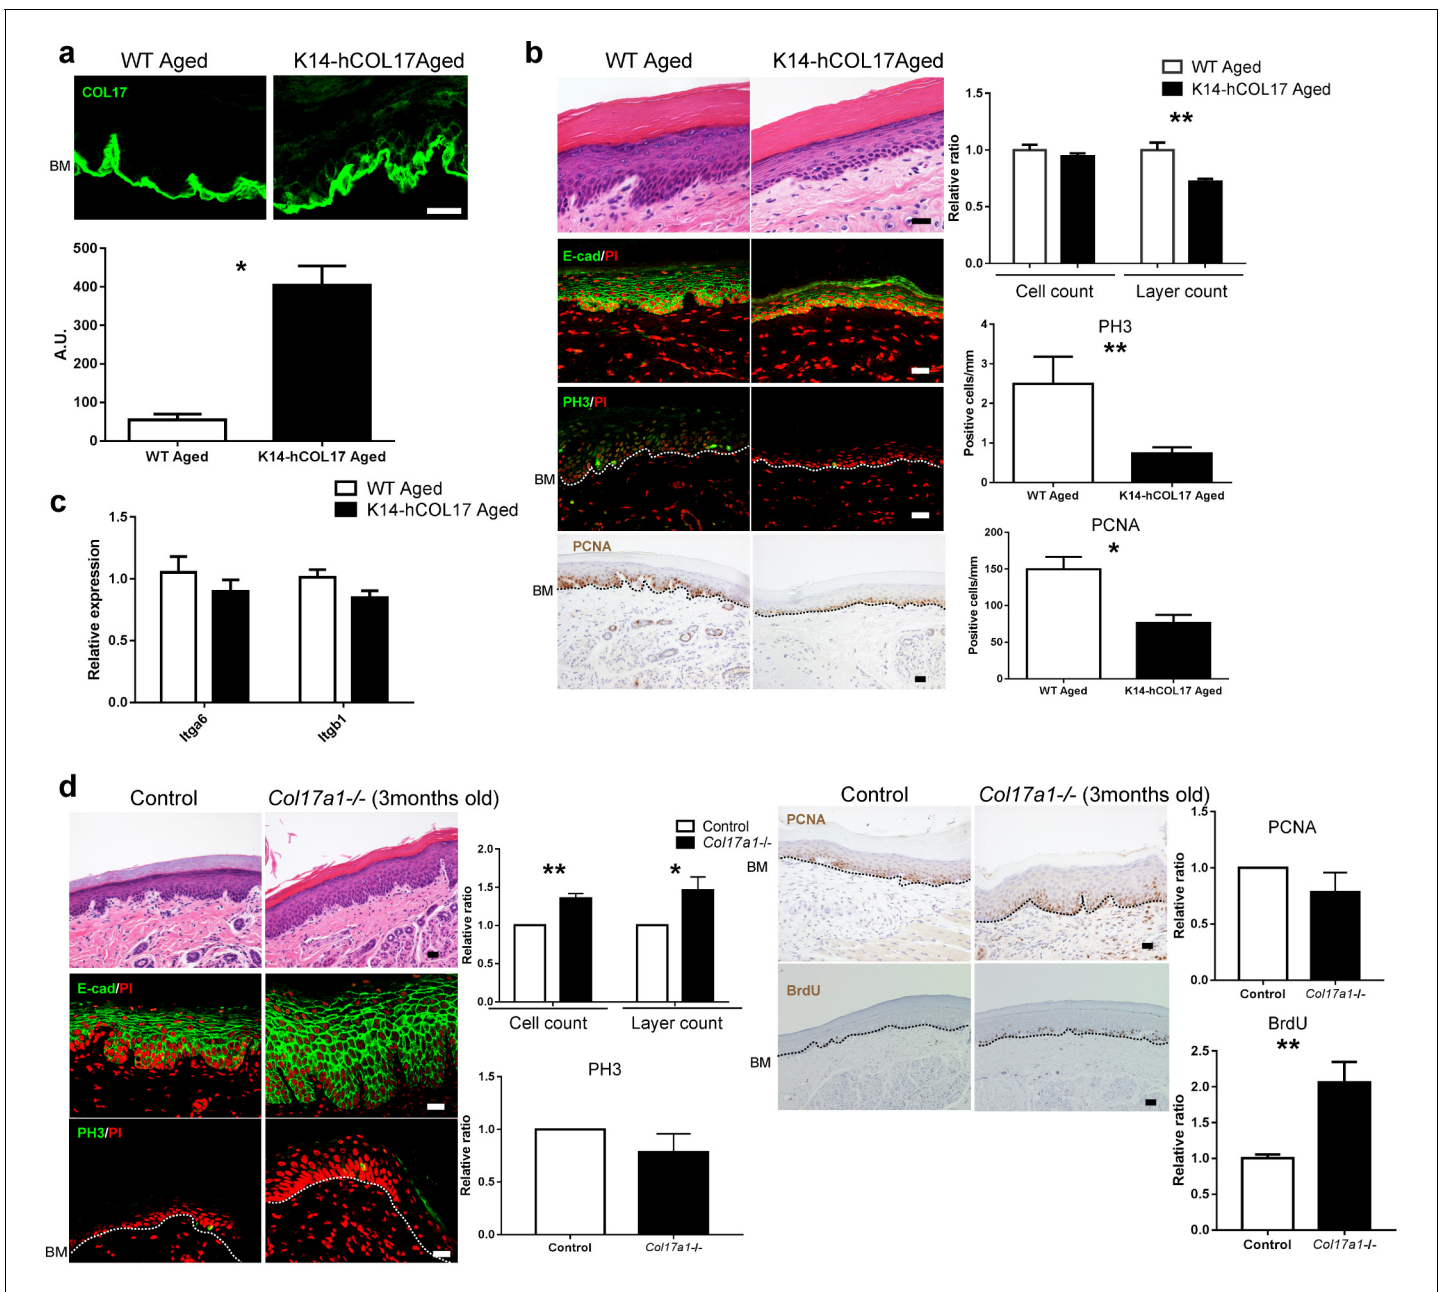 a
WT Aged
K14-hCOL17Aged
COL17
BM
500
400
300
200
100
0
A.U.
*
WT Aged
K14-hCOL17 Aged
b
WT Aged
K14-hCOL17Aged
E-cad/PI
PH3/PI
BM
PCNA
BM
WT Aged
K14-hCOL17 Aged
1.5
1.0
0.5
0.0
Relative ratio
**
Cell count
Layer count
PH3
**
4
3
2
1
0
Positive cells/mm
WT Aged
K14-hCOL17 Aged
PCNA
*
200
150
100
50
0
Positive cells/mm
WT Aged
K14-hCOL17 Aged
c
WT Aged
K14-hCOL17 Aged
1.5
1.0
0.5
0.0
Relative expression
Itga6
Itgb1
d
Control
Col17a1-/- (3months old)
E-cad/PI
PH3/PI
BM
Control
Col17a1-/-
2.0
1.5
1.0
0.5
0.0
Relative ratio
**
*
Cell count
Layer count
PH3
1.5
1.0
0.5
0.0
Relative ratio
Control
Col17a1-/-
Control
Col17a1-/- (3months old)
PCNA
BM
BrdU
BM
PCNA
1.5
1.0
0.5
0.0
Relative ratio
Control
Col17a1-/-
BrdU
**
2.5
2.0
1.5
1.0
0.5
0.0
Relative ratio
Control
Col17a1-/-